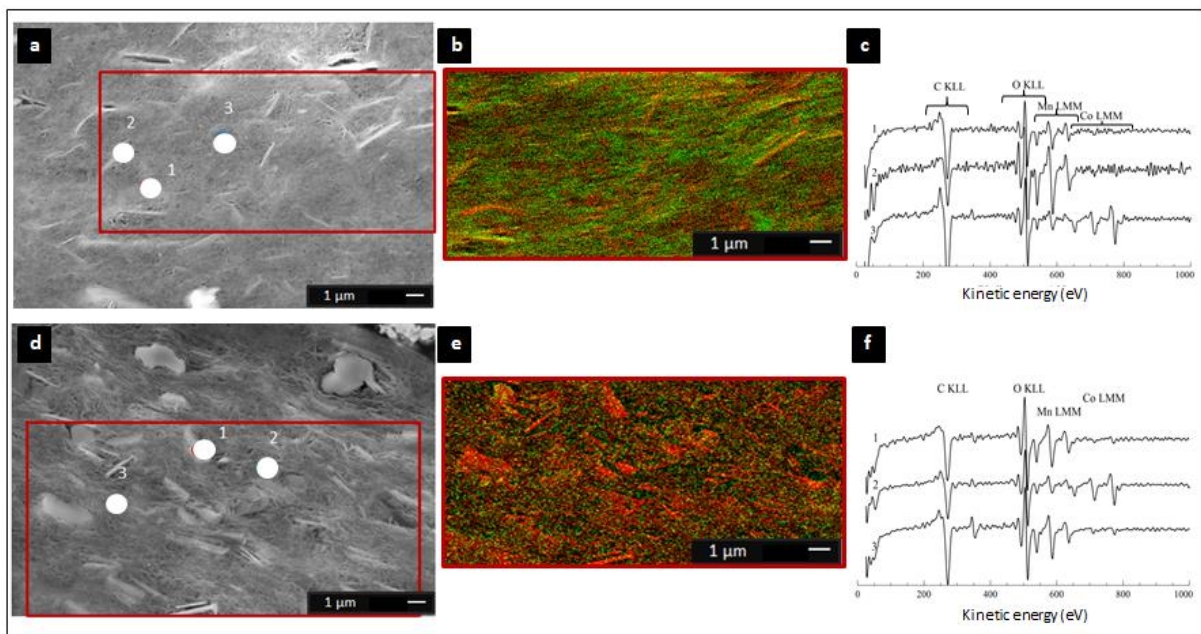 a
2
3
1
1 µm
b
1 µm
c
C KLL
O KLL
Mn LMM
Co LMM
1
2
3
0 200 400 600 800 1000
Kinetic energy (eV)
d
1
2
3
1 µm
e
1 µm
f
C KLL
O KLL
Mn LMM
Co LMM
1
2
3
0 200 400 600 800 1000
Kinetic energy (eV)